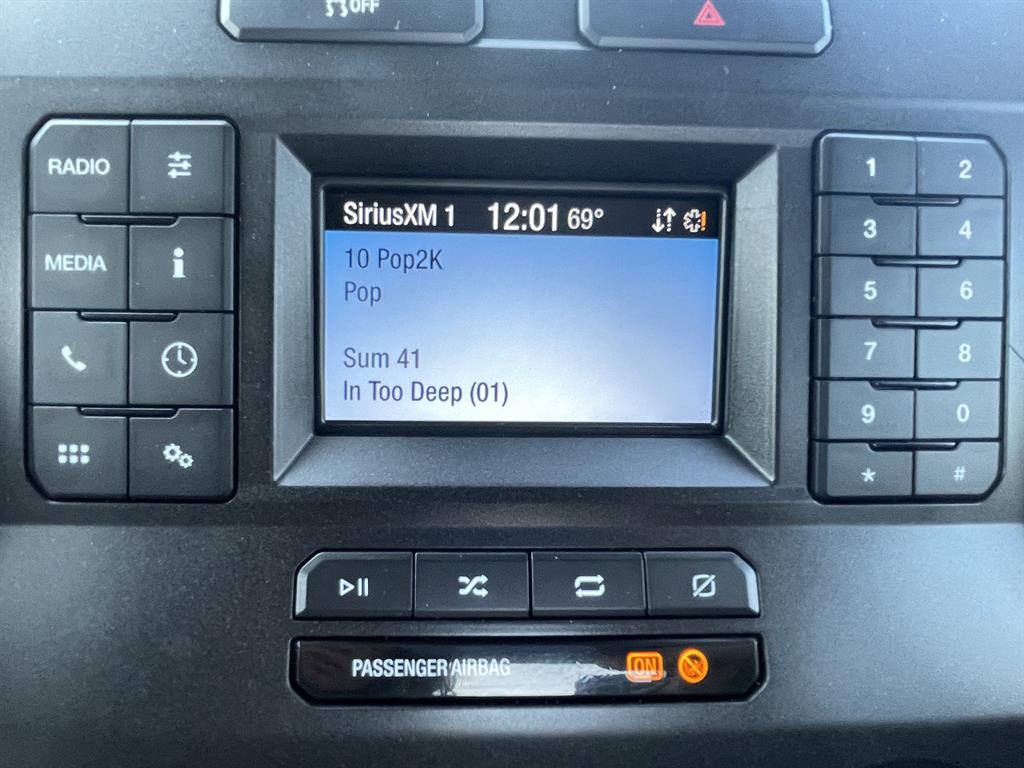 OFF
RADIO
MEDIA
i
SiriusXM 1 12:01 69°
10 Pop2K
Pop
Sum 41
In Too Deep (01)
1 2
3 4
5 6
7 8
9 0
* #
PASSENGER AIRBAG ON